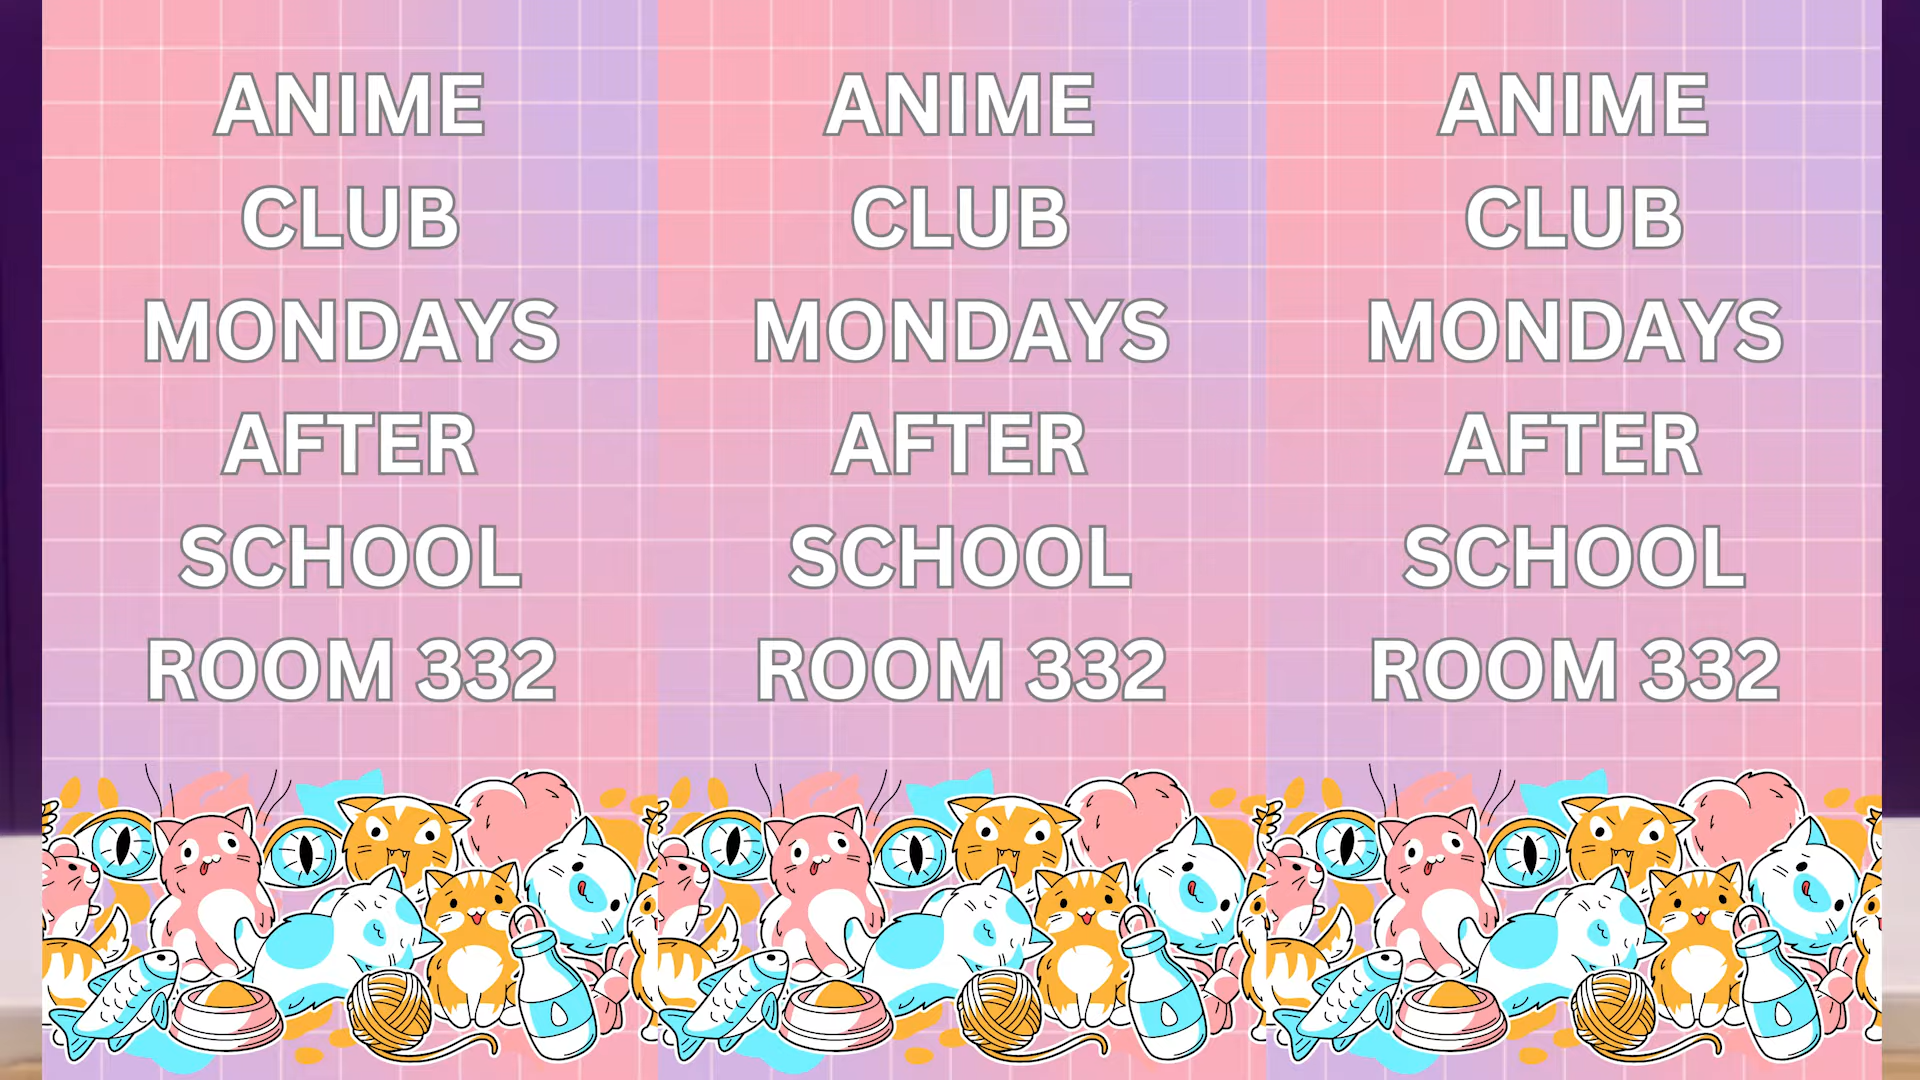 ANIME
CLUB
MONDAYS
AFTER
SCHOOL
ROOM 332
ANIME
CLUB
MONDAYS
AFTER
SCHOOL
ROOM 332
ANIME
CLUB
MONDAYS
AFTER
SCHOOL
ROOM 332